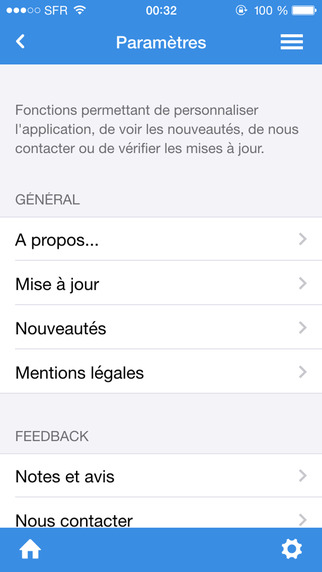 SFR 00:32 100 %
Paramètres
Fonctions permettant de personnaliser
l'application, de voir les nouveautés, de nous
contacter ou de vérifier les mises à jour.
GÉNÉRAL
A propos...
Mise à jour
Nouveautés
Mentions légales
FEEDBACK
Notes et avis
Nous contacter